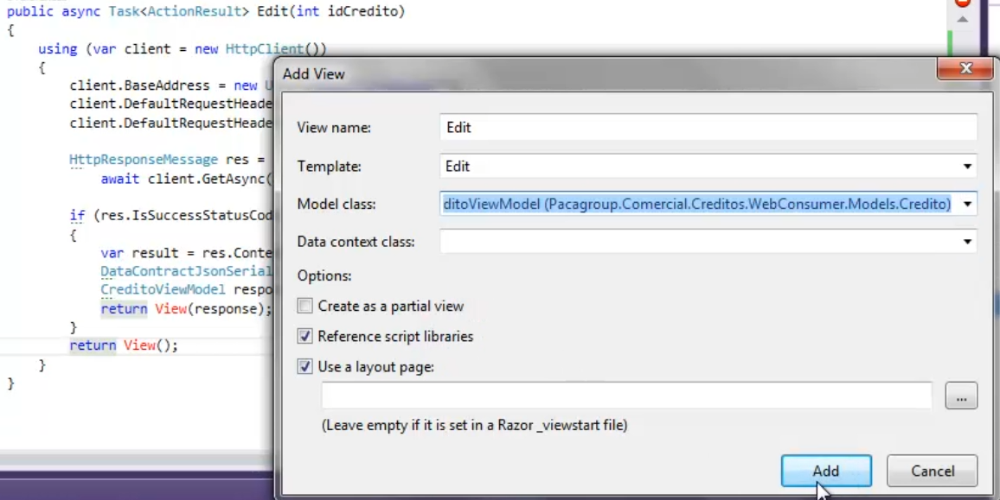 public async Task<ActionResult> Edit(int idCredito)
{
using (var client = new HttpClient())
{
client.BaseAddress = new
client.DefaultRequestHeade
client.DefaultRequestHeade
HttpResponseMessage res =
await client.GetAsync(
if (res.IsSuccessStatusCod
{
var result = res.Conte
DataContractJsonSerial
CreditoViewModel respo
return View(response);
}
return View();
}
}
Add View
View name:
Edit
Template:
Edit
Model class:
ditoViewModel (Pacagroup.Comercial.Creditos.WebConsumer.Models.Credito)
Data context class:
Options:
Create as a partial view
Reference script libraries
Use a layout page:
...
(Leave empty if it is set in a Razor _viewstart file)
Add
Cancel